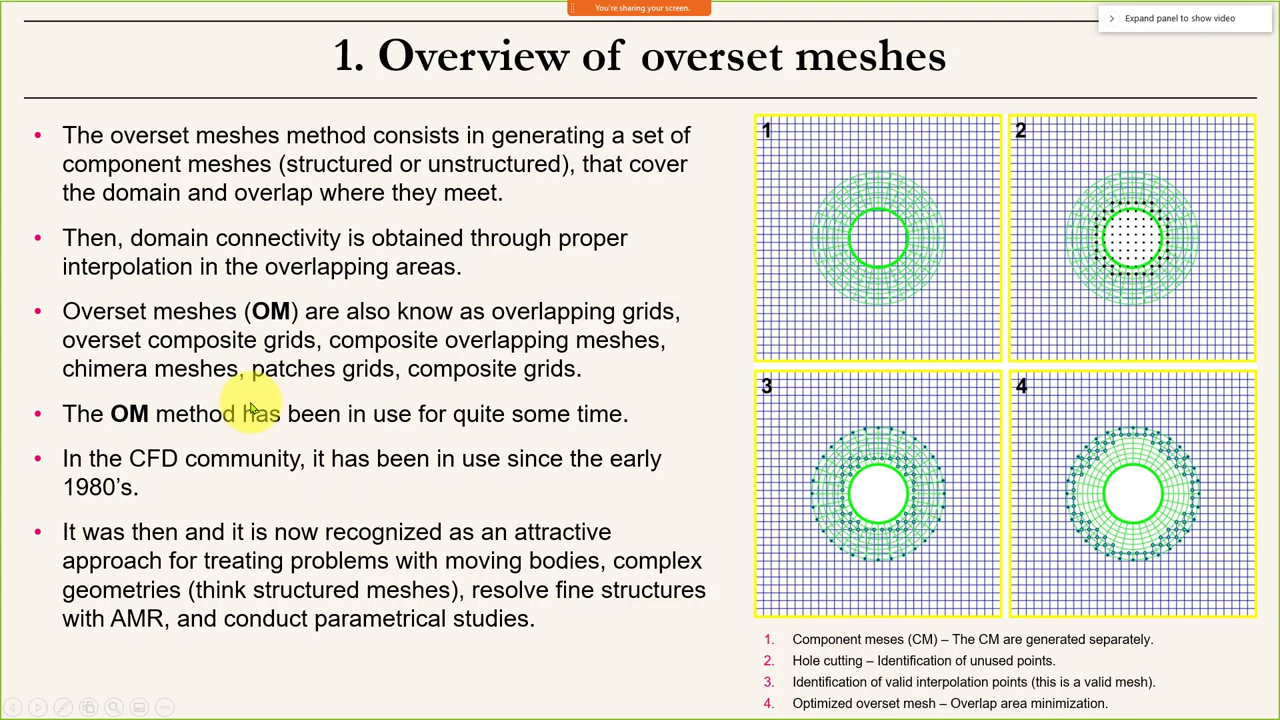 You're sharing your screen.
Expand panel to show video
1. Overview of overset meshes
• The overset meshes method consists in generating a set of
component meshes (structured or unstructured), that cover
the domain and overlap where they meet.
• Then, domain connectivity is obtained through proper
interpolation in the overlapping areas.
• Overset meshes (OM) are also know as overlapping grids,
overset composite grids, composite overlapping meshes,
chimera meshes, patches grids, composite grids.
• The OM method has been in use for quite some time.
• In the CFD community, it has been in use since the early
1980's.
• It was then and it is now recognized as an attractive
approach for treating problems with moving bodies, complex
geometries (think structured meshes), resolve fine structures
with AMR, and conduct parametrical studies.
1
2
3
4
1. Component meses (CM) – The CM are generated separately.
2. Hole cutting – Identification of unused points.
3. Identification of valid interpolation points (this is a valid mesh).
4. Optimized overset mesh – Overlap area minimization.